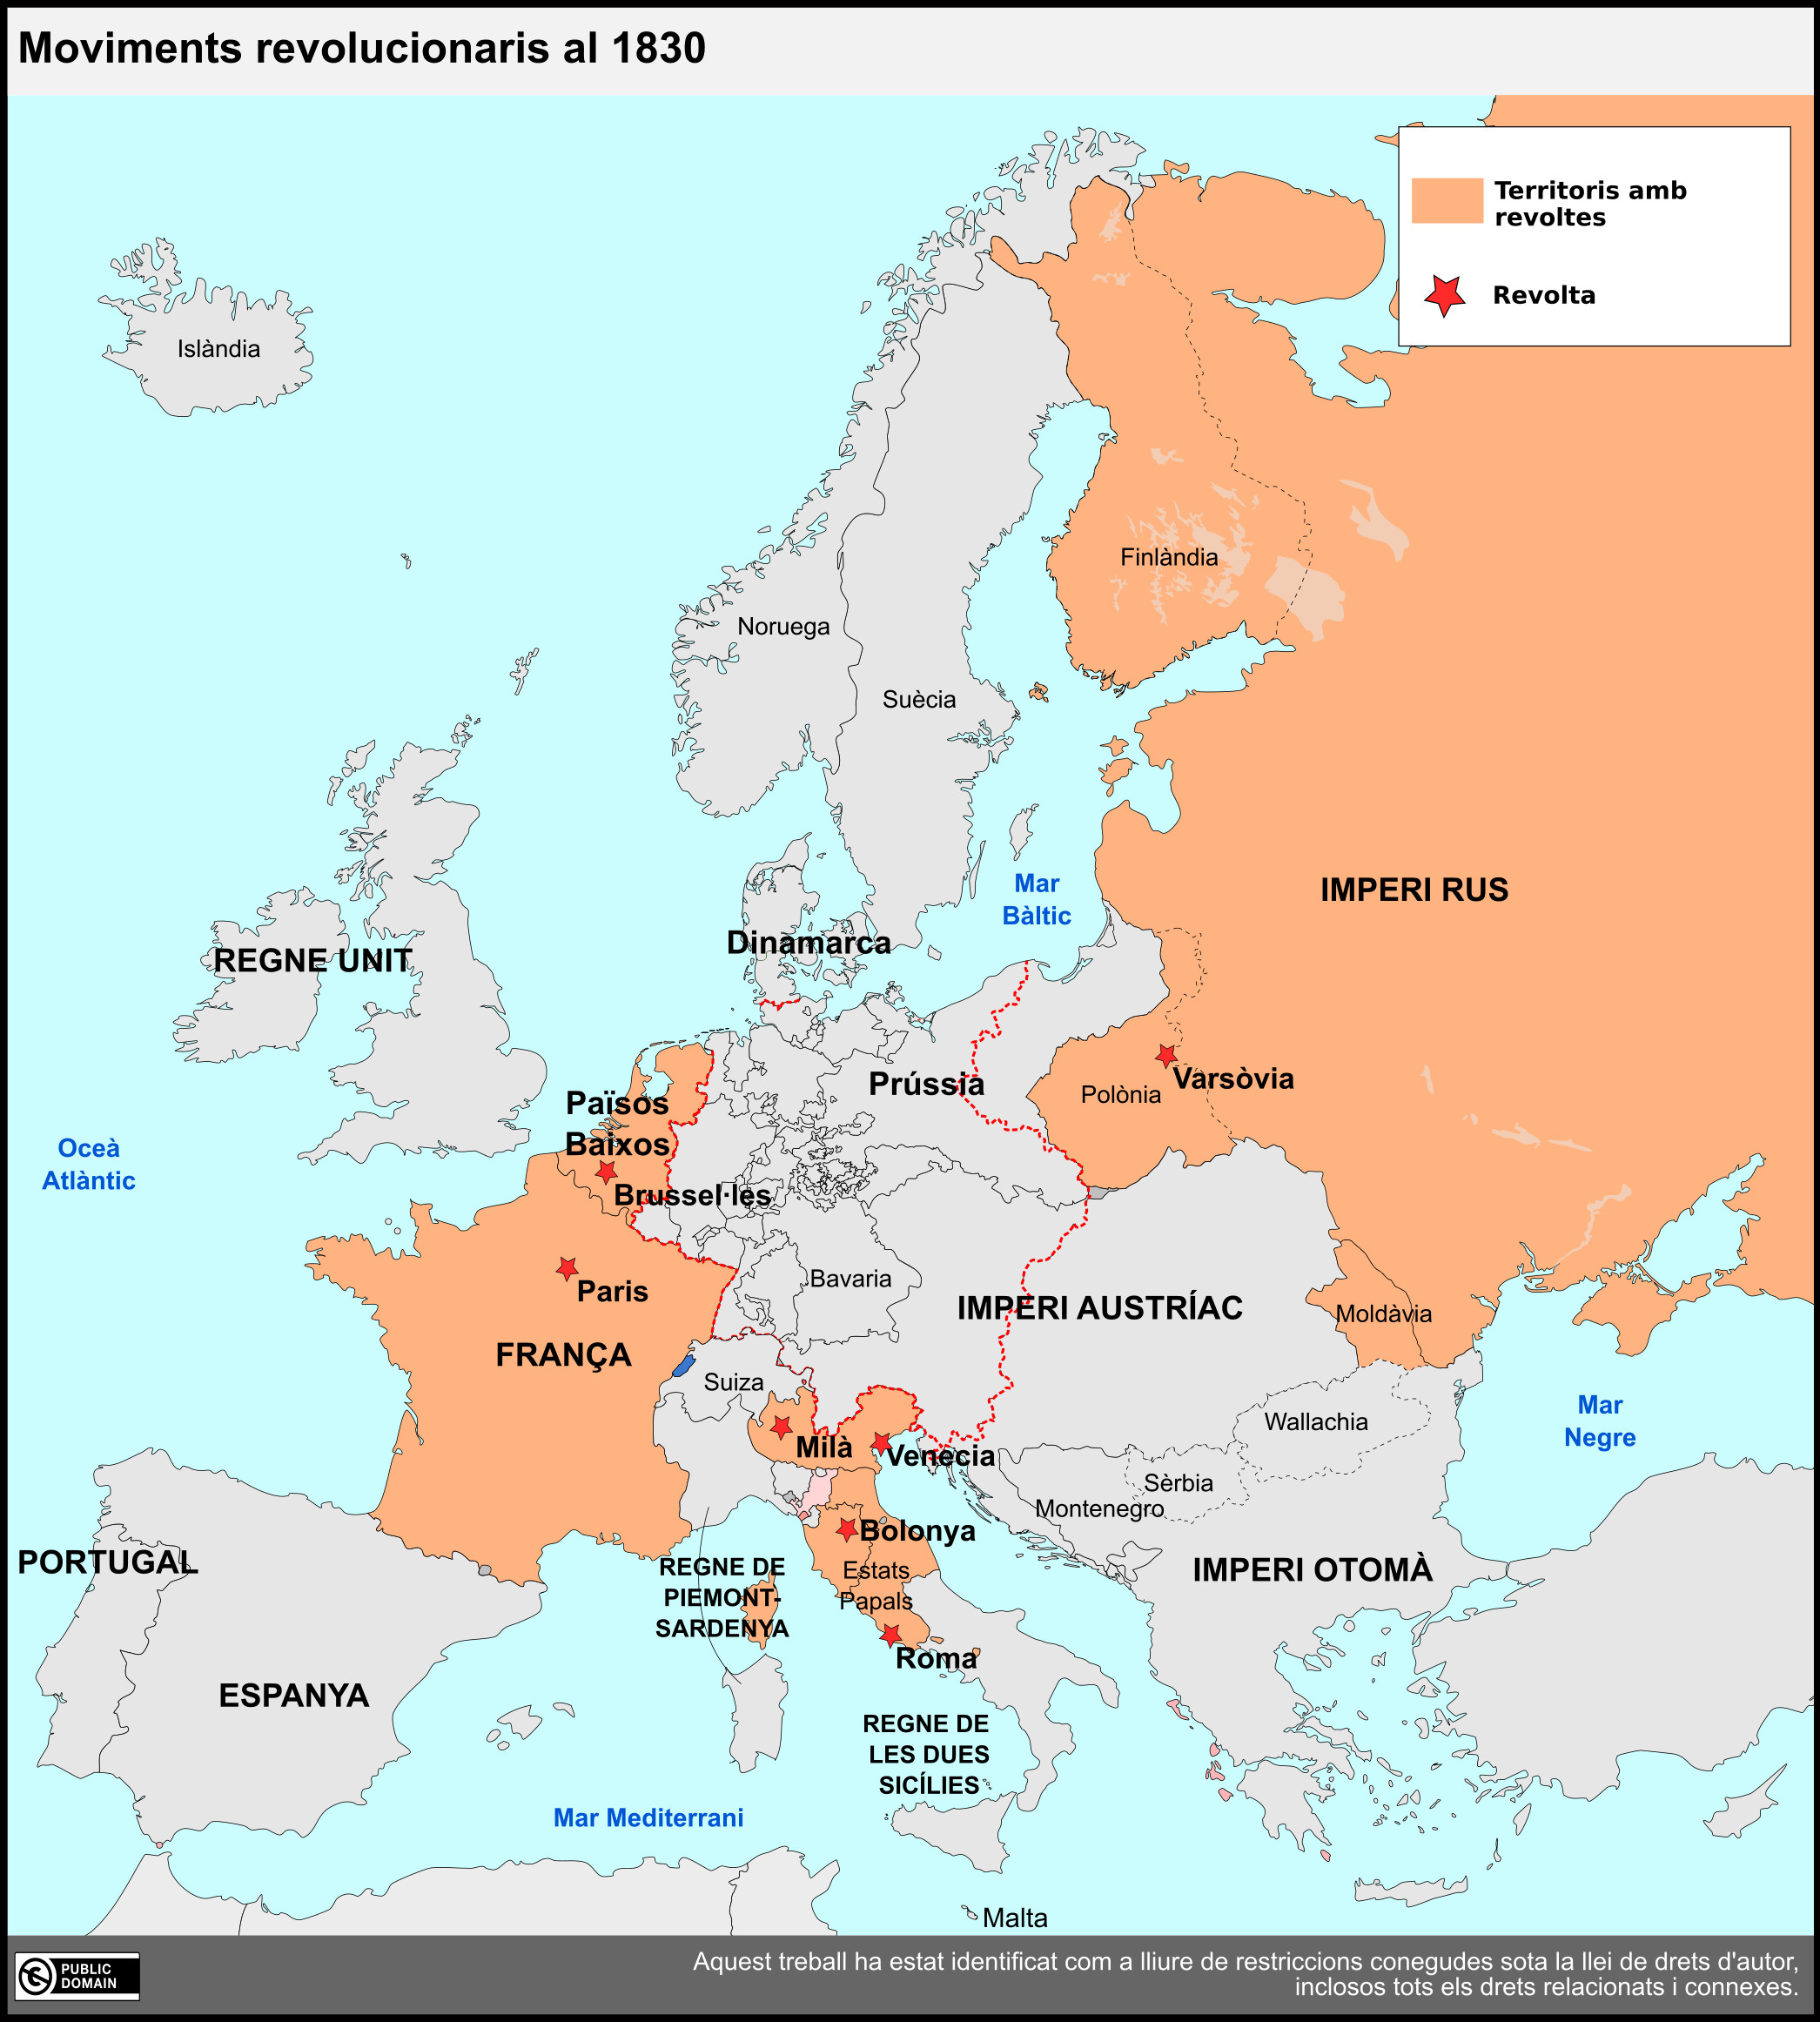 Moviments revolucionaris al 1830
Territoris amb
revoltes
Revolta
Islàndia
Finlàndia
Noruega
Suècia
Mar
Bàltic
IMPERI RUS
REGNE UNIT
Dinamarca
Prússia
Polònia
Varsòvia
Països
Baixos
Brussel·les
Oceà
Atlàntic
Paris
Bavaria
IMPERI AUSTRÍAC
Moldàvia
FRANÇA
Suiza
Wallachia
Mar
Negre
Milà
Venecia
Sèrbia
Montenegro
Bolonya
PORTUGAL
REGNE DE
PIEMONT-
SARDENYA
Estats
Papals
IMPERI OTOMÀ
Roma
ESPANYA
REGNE DE
LES DUES
SICÍLIES
Mar Mediterrani
Malta
PUBLIC
DOMAIN
Aquest treball ha estat identificat com a lliure de restriccions conegudes sota la llei de drets d'autor,
inclosos tots els drets relacionats i connexes.